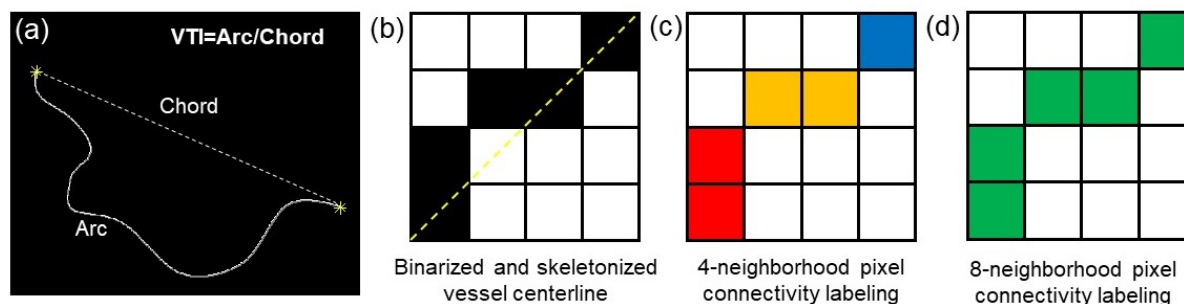 (a)
VTI=Arc/Chord
Chord
Arc
(b)
Binarized and skeletonized
vessel centerline
(c)
4-neighborhood pixel
connectivity labeling
(d)
8-neighborhood pixel
connectivity labeling